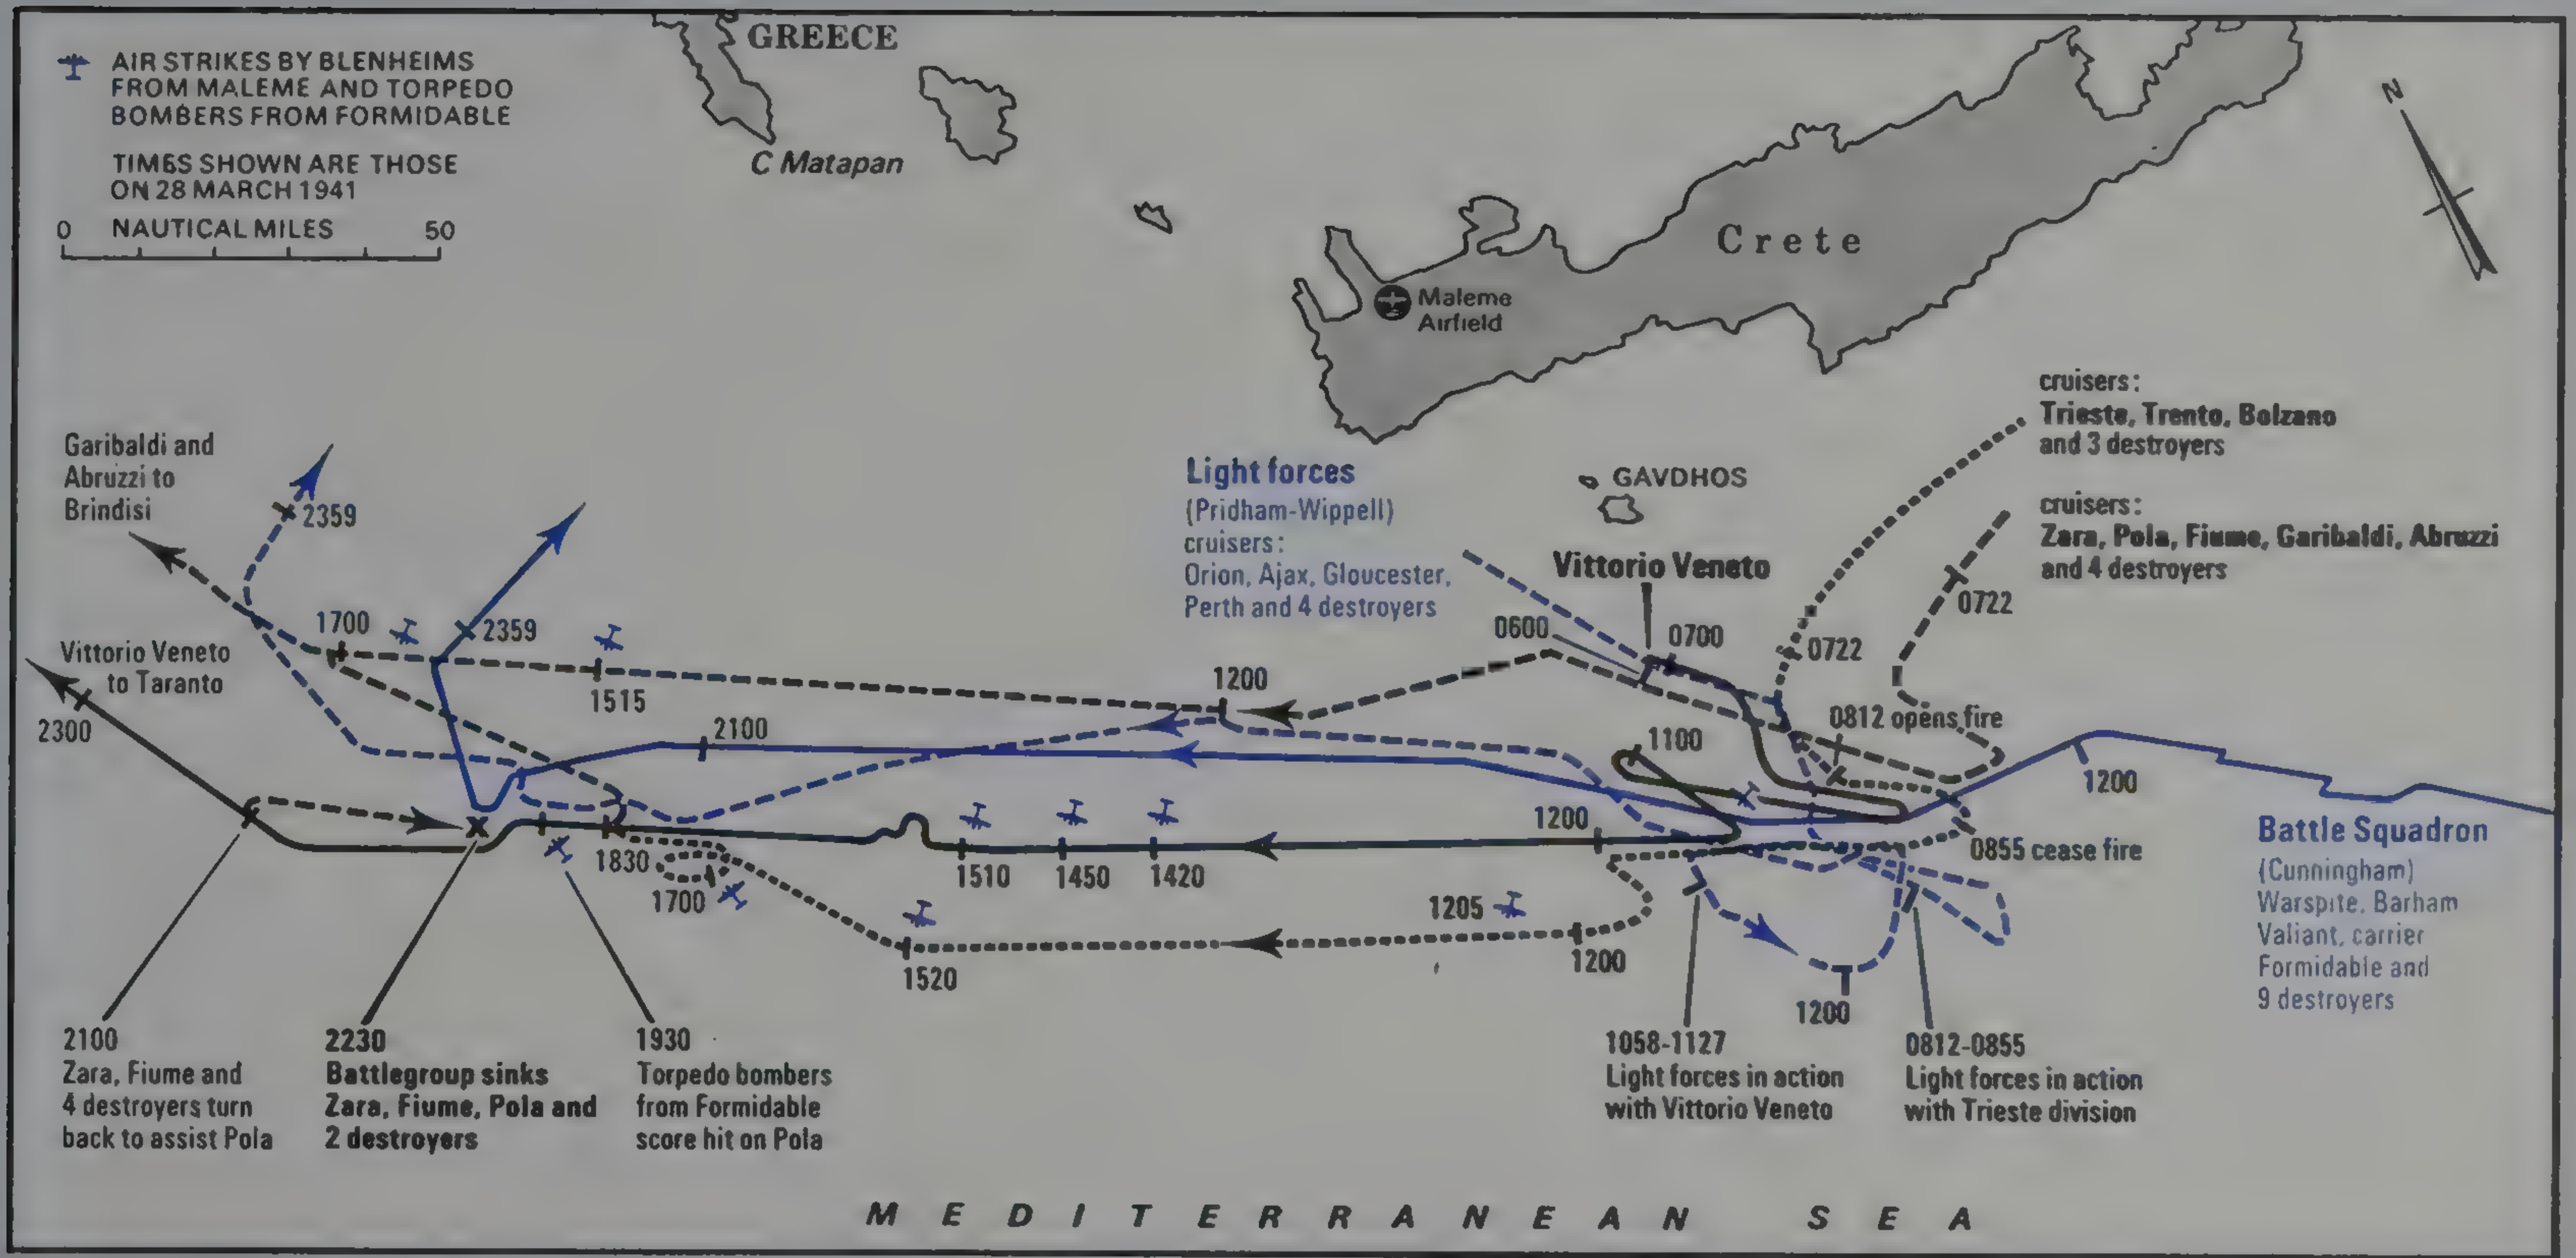 AIR STRIKES BY BLENHEIMS
FROM MALEME AND TORPEDO
BOMBERS FROM FORMIDABLE
TIMES SHOWN ARE THOSE
ON 28 MARCH 1941
0 NAUTICAL MILES 50
GREECE
C Matapan
Crete
Maleme
Airfield
N
cruisers:
Trieste, Trento, Bolzano
and 3 destroyers
cruisers:
Zara, Pola, Fiume, Garibaldi, Abruzzi
and 4 destroyers
Garibaldi and
Abruzzi to
Brindisi
Light forces
(Pridham-Wippell)
cruisers:
Orion, Ajax, Gloucester,
Perth and 4 destroyers
GAVDHOS
Vittorio Veneto
2359
1700
2359
1515
1200
0600
0700
0722
0722
Vittorio Veneto
to Taranto
2300
2100
1100
0812 opens fire
1200
1200
0855 cease fire
1830
1700
1510
1450
1420
1205
1520
1200
1200
Battle Squadron
(Cunningham)
Warspite, Barham
Valiant, carrier
Formidable and
9 destroyers
2100
Zara, Fiume and
4 destroyers turn
back to assist Pola
2230
Battlegroup sinks
Zara, Fiume, Pola and
2 destroyers
1930
Torpedo bombers
from Formidable
score hit on Pola
1058-1127
Light forces in action
with Vittorio Veneto
0812-0855
Light forces in action
with Trieste division
MEDITERRANEAN SEA